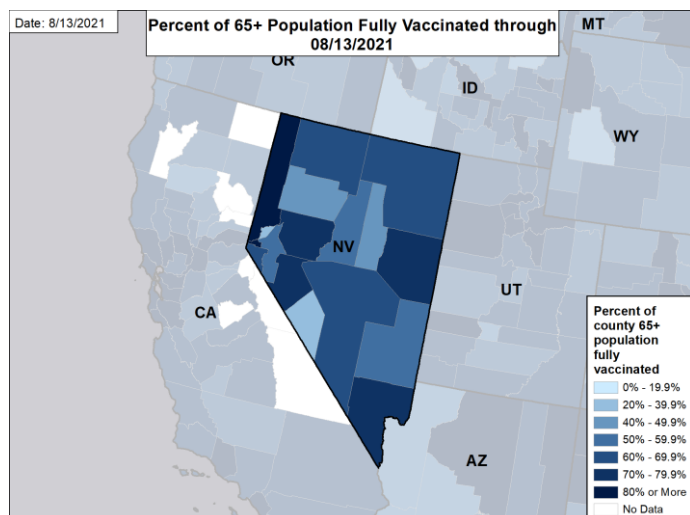 Date: 8/13/2021
Percent of 65+ Population Fully Vaccinated through
08/13/2021
MT
OR
ID
WY
NV
UT
CA
AZ
Percent of
county 65+
population
fully
vaccinated
0% - 19.9%
20% - 39.9%
40% - 49.9%
50% - 59.9%
60% - 69.9%
70% - 79.9%
80% or More
No Data